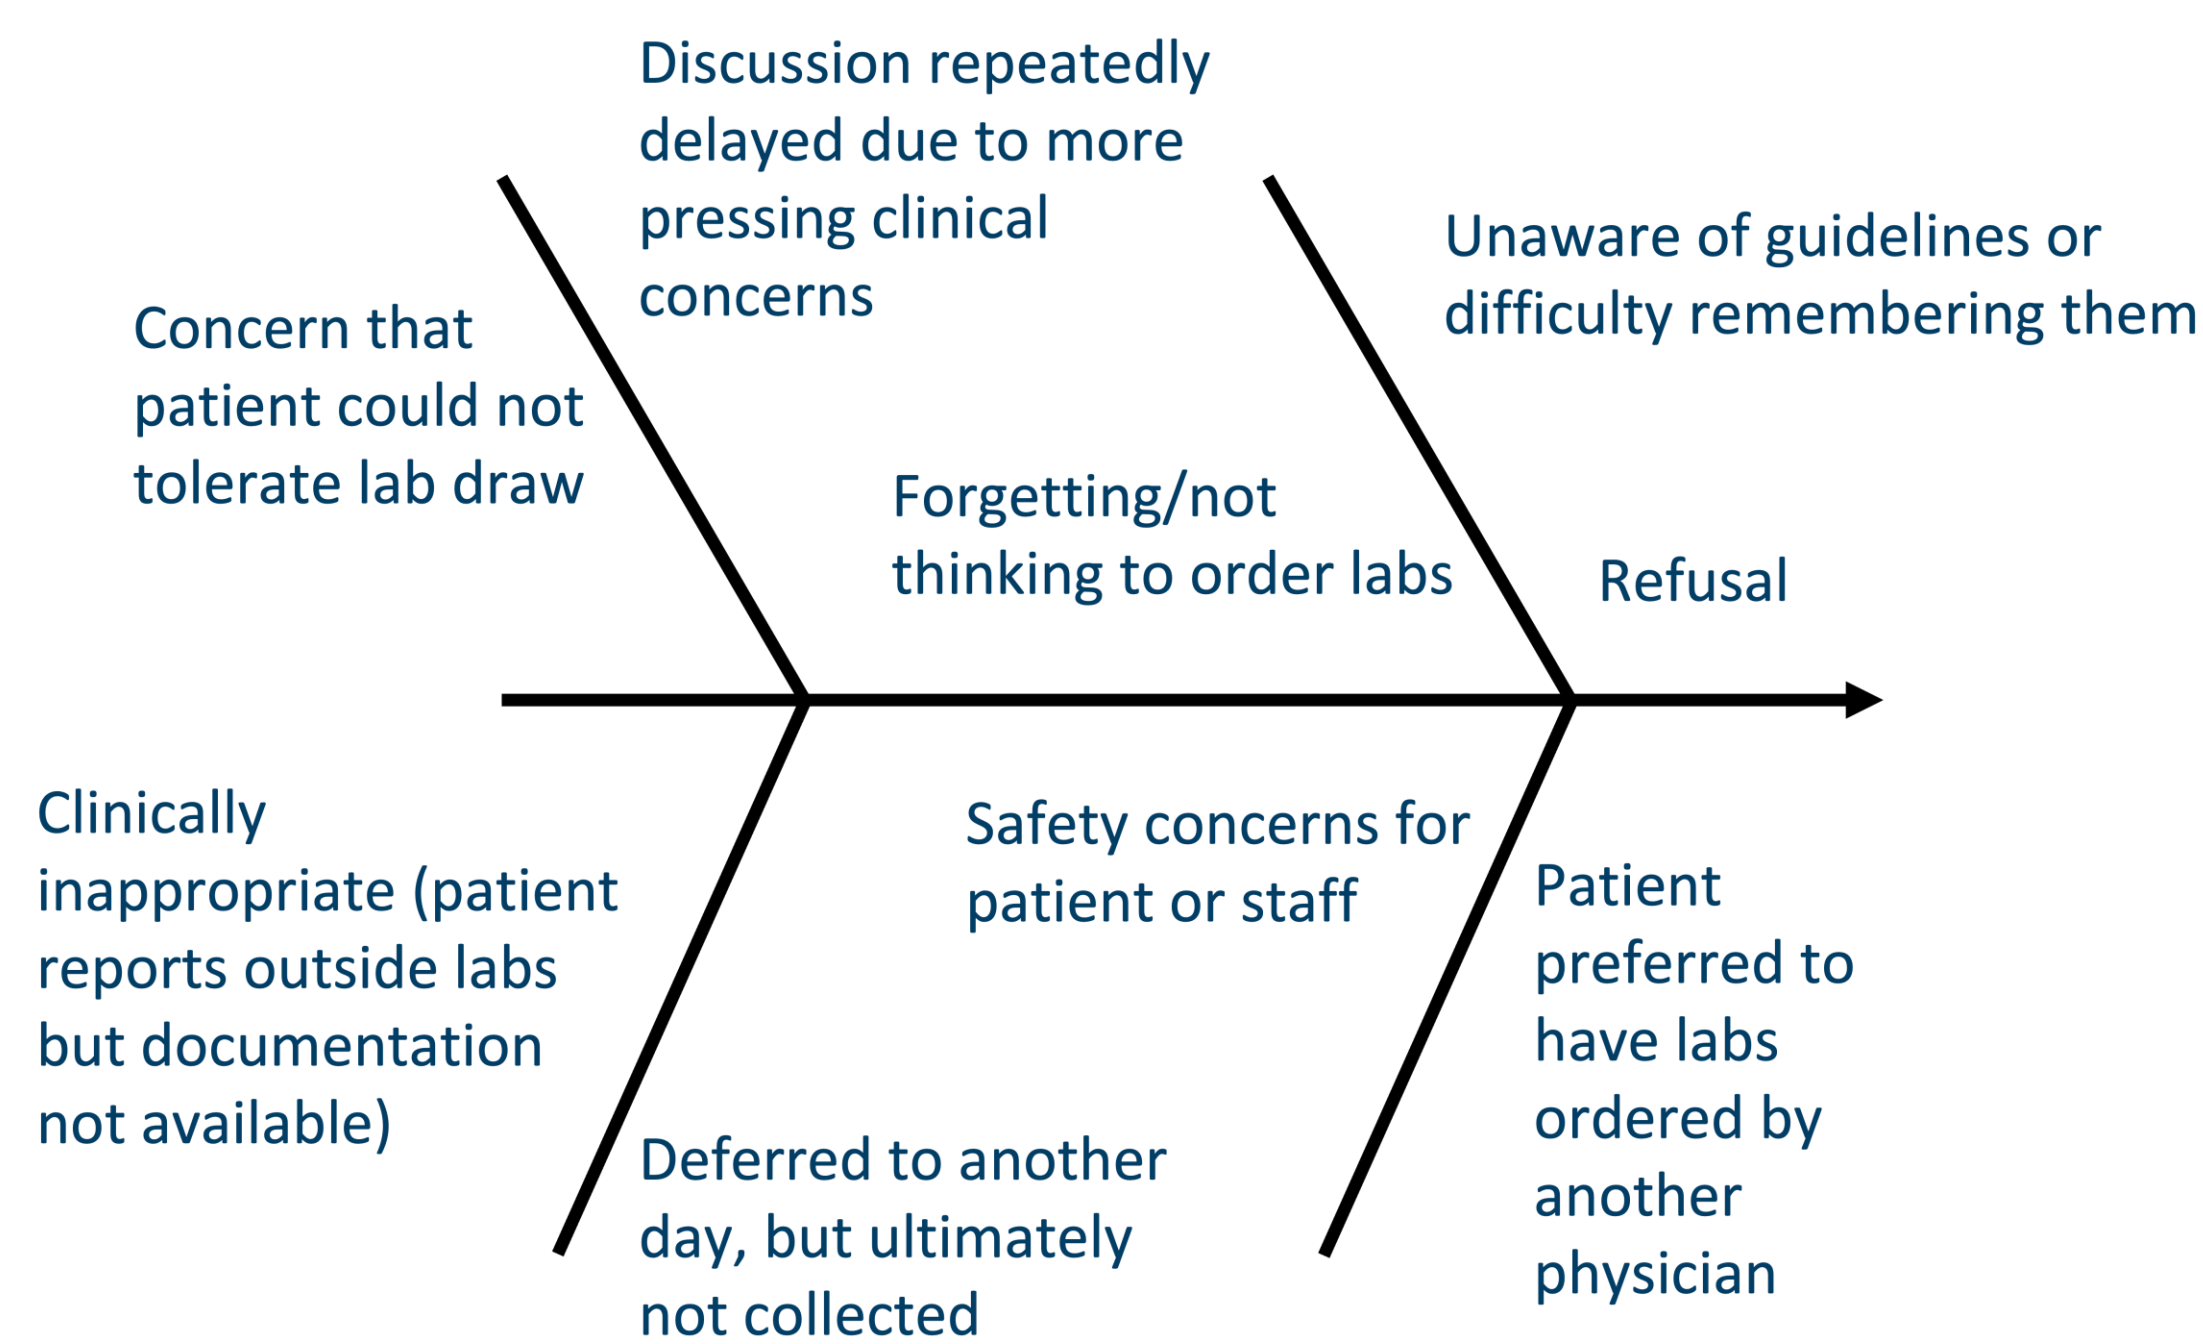 Discussion repeatedly
delayed due to more
pressing clinical
concerns
Unaware of guidelines or
difficulty remembering them
Concern that
patient could not
tolerate lab draw
Forgetting/not
thinking to order labs
Refusal
Clinically
inappropriate (patient
reports outside labs
but documentation
not available)
Safety concerns for
patient or staff
Patient
preferred to
have labs
ordered by
another
physician
Deferred to another
day, but ultimately
not collected